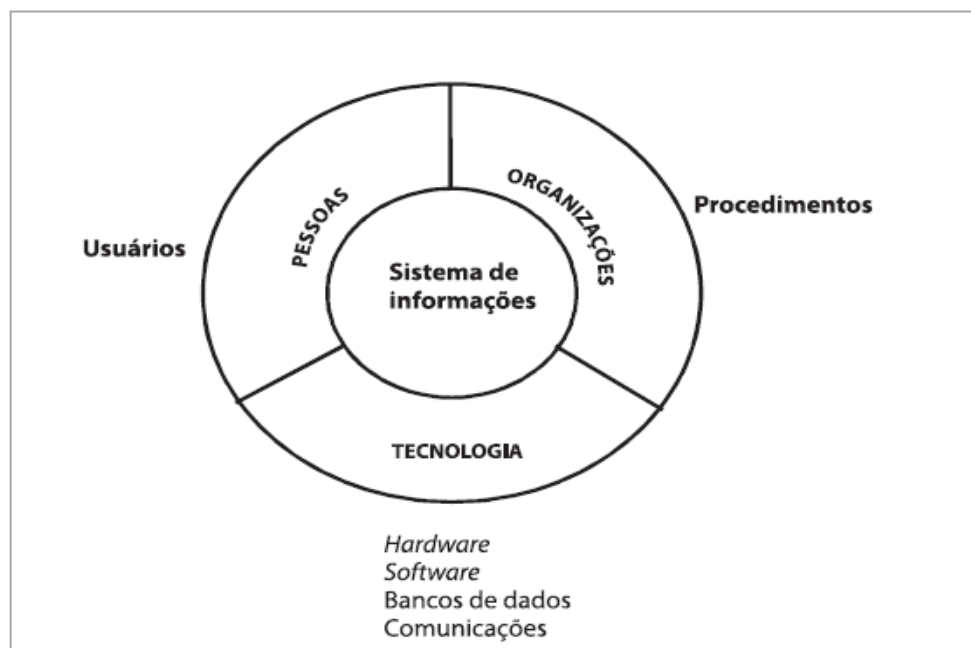 PESSOAS
ORGANIZAÇÕES
Procedimentos
Usuários
Sistema de
informações
TECNOLOGIA
Hardware
Software
Bancos de dados
Comunicações